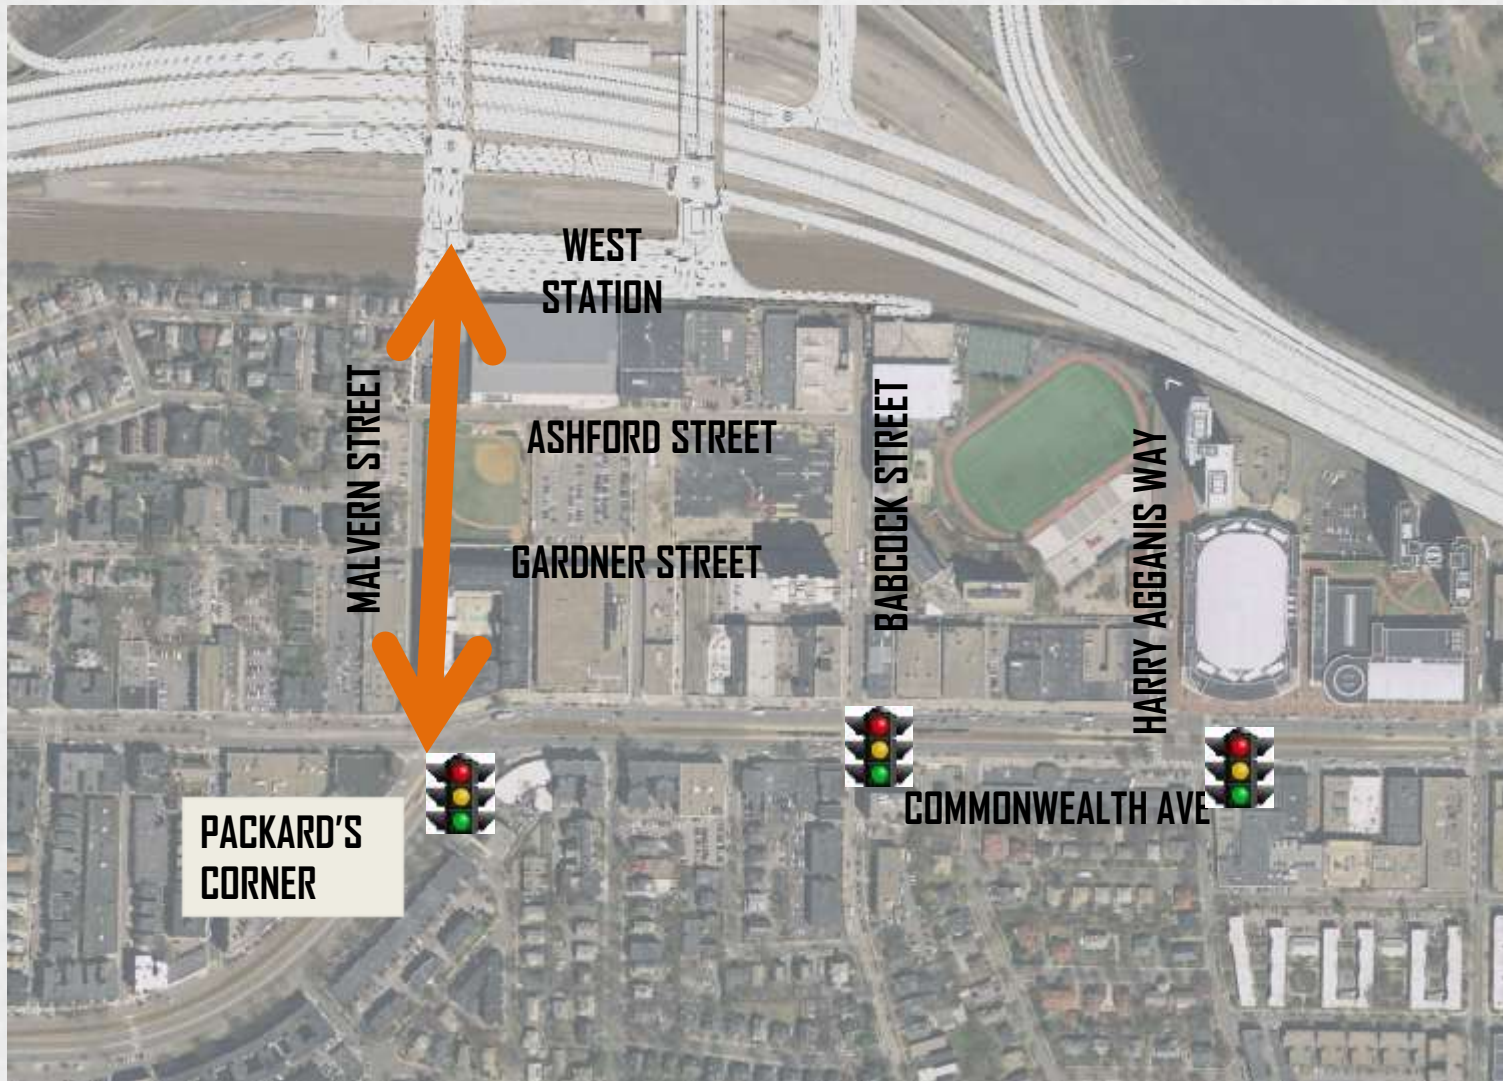 WEST
STATION
MALVERN STREET
ASHFORD STREET
BABCOCK STREET
HARRY AGGANIS WAY
GARDNER STREET
COMMONWEALTH AVE
PACKARD'S
CORNER